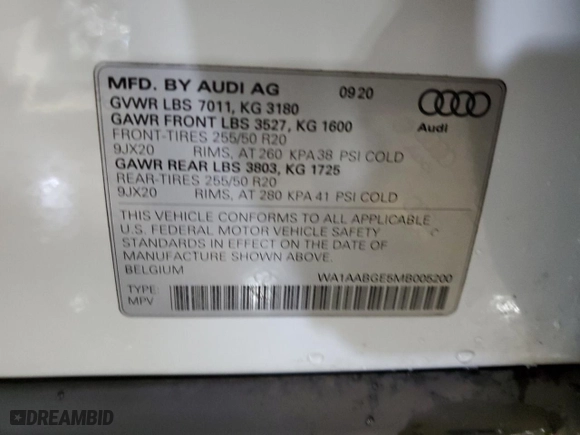 MFD. BY AUDI AG 09 20
GVWR LBS 7011, KG 3180
GAWR FRONT LBS 3527, KG 1600
FRONT-TIRES 255/50 R20
9JX20 RIMS, AT 260 KPA 38 PSI COLD
GAWR REAR LBS 3803, KG 1725
REAR-TIRES 255/50 R20
9JX20 RIMS, AT 280 KPA 41 PSI COLD
Audi
THIS VEHICLE CONFORMS TO ALL APPLICABLE
U.S. FEDERAL MOTOR VEHICLE SAFETY
STANDARDS IN EFFECT ON THE DATE OF
MANUFACTURE SHOWN ABOVE.
BELGIUM
WA1AABGE5MB005200
TYPE:
MPV
DREAMBID